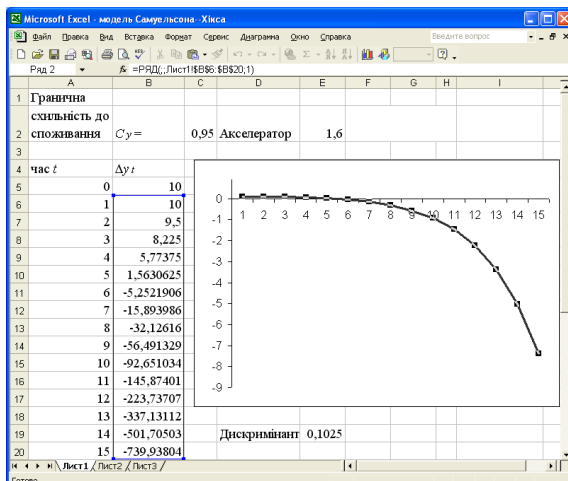 Microsoft Excel - модель Самуельсона--Хікса
Файл Правка Вид Вставка Формат Сервис Диаграмма Окно Справка Введите вопрос
Ряд 2 fx =РЯД(;;Лист1!$B$6:$B$20;1)
A B C D E F G H I
1 Гранична
схильність до
2 споживання Cy= 0,95 Акселератор 1,6
3
4 час t Δy t
5 0 10
6 1 10
7 2 9,5
8 3 8,225
9 4 5,77375
10 5 1,5630625
11 6 -5,2521906
12 7 -15,893986
13 8 -32,12616
14 9 -56,491329
15 10 -92,651034
16 11 -145,87401
17 12 -223,73707
18 13 -337,13112
19 14 -501,70503 Дискримінант 0,1025
20 15 -739,93804
0
1 2 3 4 5 6 7 8 9 10 11 12 13 14 15
-1
-2
-3
-4
-5
-6
-7
-8
-9
Лист1 Лист2 Лист3
Готово